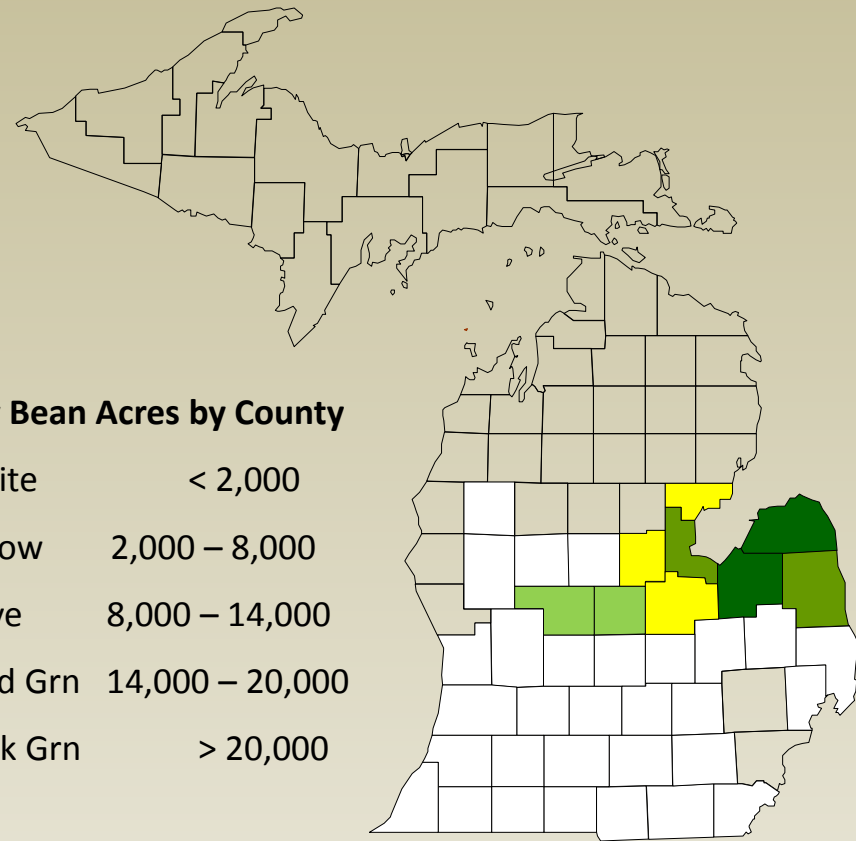 Bean Acres by County
ite < 2,000
ow 2,000 – 8,000
ve 8,000 – 14,000
d Grn 14,000 – 20,000
k Grn > 20,000